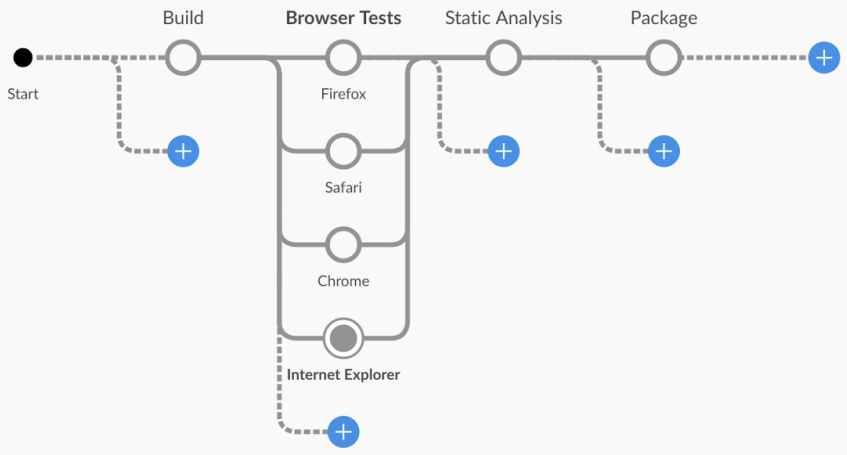 Build
Browser Tests
Static Analysis
Package
Start
Firefox
Safari
Chrome
Internet Explorer